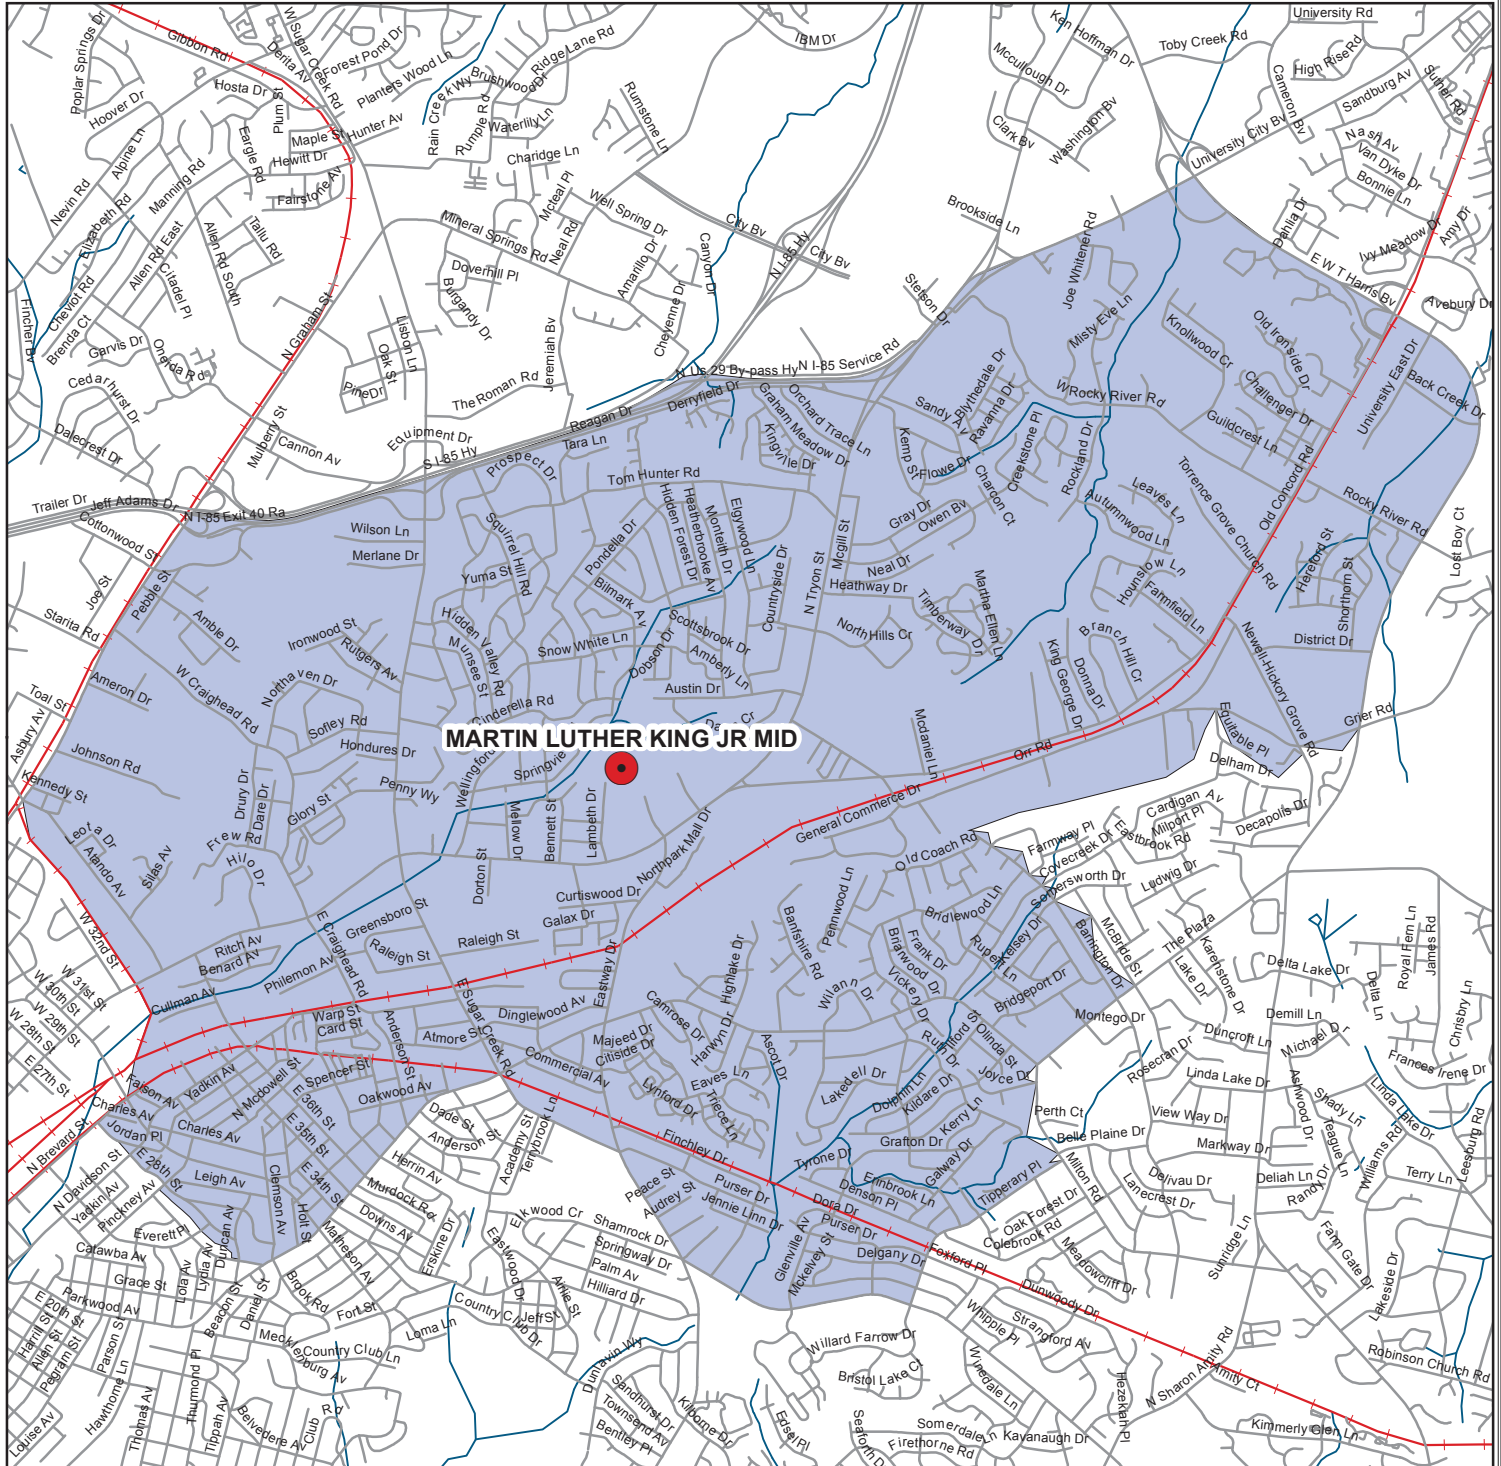 Poplar Springs Dr
Gibbon Rd
Derita Av
W Sugar Creek Rd
Forest Pond Dr
Planters Wood Ln
Brushwood Dr
Ridge Lane Rd
IBM Dr
Ken Hoffman Dr
Toby Creek Rd
University Rd
High Rise Rd
Sandburg Av
Suther Rd
Mccullough Dr
Cameron Bv
Hosta Dr
Hoover Dr
Plum St
Maple St
Hunter Av
Rain Creek Wy
Rumple Rd
Waterlily Ln
Rumstone Ln
Clark Bv
Washington Bv
University City Bv
Nash Av
Van Dyke Dr
Bonnie Ln
Alpine Ln
Eargle Rd
Hewitt Dr
Fairstone Av
Charidge Ln
Mcteal Pl
Well Spring Dr
Nevin Rd
Elizabeth Rd
Manning Rd
Allen Rd East
Allen Rd South
Tallu Rd
Mineral Springs Rd
Neal Rd
City Bv
City Bv
N I-85 Hy
Brookside Ln
Joe Whitener Rd
Dahlia Dr
Ivy Meadow Dr
Amy Dr
E W T Harris Bv
Avebury Dr
Citadel Pl
Cheviot Rd
Brenda Ct
Fincher Bv
Garvis Dr
Oneida Rd
N Graham St
Lisbon Ln
Oak St
Doverhill Pl
Burgandy Dr
Amarillo Dr
Canyon Dr
Cheyenne Dr
Jeremiah Bv
Stetson Dr
Misty Eve Ln
Knollwood Cr
Old Ironside Dr
Challenger Dr
University East Dr
Back Creek Dr
Cedarhurst Dr
Pine Dr
The Roman Rd
N Us 29 By-pass Hy
N I-85 Service Rd
Derryfield Dr
Reagan Dr
Tara Ln
Graham Meadow Dr
Orchard Trace Ln
Kingville Dr
Sandy Av
Blythedale Dr
Ravanna Dr
W Rocky River Rd
Guildcrest Ln
Dalecrest Dr
Mulberry St
Cannon Av
Equipment Dr
S I-85 Hy
Prospect Dr
Tom Hunter Rd
Kemp St
Flowe Dr
Charcon Ct
Creekstone Pl
Rockland Dr
Torrence Grove Church Rd
Old Concord Rd
Rocky River Rd
Trailer Dr
Jeff Adams Dr
N I-85 Exit 40 Ra
Cottonwood St
Wilson Ln
Merlane Dr
Squirrel Hill Rd
Yuma St
Pondella Dr
Hidden Forest Dr
Heatherbrooke Av
Monteith Dr
Elgywood Ln
Countryside Dr
N Tryon St
Mcgill St
Gray Dr
Owen Bv
Neal Dr
Heathway Dr
Autumnwood Ln
Leaves Ln
Hounslow Ln
Farmfield Ln
Hereford St
Shorthorn St
Lost Boy Ct
Joe St
Pebble St
Starita Rd
Amble Dr
Ironwood St
Rutgers Av
Hidden Valley Rd
Munsee St
Bilmark Av
Snow White Ln
Dobson Dr
Scottsbrook Dr
Amberly Ln
Austin Dr
North Hills Cr
Timberway Dr
Martha Ellen Ln
King George Dr
Donna Dr
Branch Hill Cr
Newell-Hickory Grove Rd
District Dr
Toal St
Ameron Dr
W Craighead Rd
Northaven Dr
Sofley Rd
Hondures Dr
Cinderella Rd
Mcdaniel Ln
Orr Rd
Equitable Pl
Grier Rd
MARTIN LUTHER KING JR MID
Asbury Av
Johnson Rd
Kennedy St
Drury Dr
Dare Dr
Glory St
Penny Wy
Mellow Dr
Bennett St
Lambeth Dr
Northpark Mall Dr
General Commerce Dr
Delham Dr
Decapolis Dr
Cardigan Av
Milport Pl
Eastbrook Rd
Farmway Pl
Covecreek Dr
Somersworth Dr
Ludwig Dr
Leota Dr
Atando Av
Silas Av
Frew Rd
Hilo Dr
Dorton St
Curtiswood Dr
Galax Dr
Old Coach Rd
Bridlewood Ln
Pennwood Ln
Banfshire Rd
Briarwood Dr
Frank Dr
Rupert Ln
Kelsey Dr
Barrington Dr
McBride St
The Plaza
Lake Dr
Karenstone Dr
Delta Lake Dr
Delta Ln
Royal Fern Ln
James Rd
W 32nd St
Ritch Av
Benard Av
E Craighead Rd
Greensboro St
Raleigh St
Raleigh St
Philemon Av
Cullman Av
W 31st St
W 30th St
W 29th St
W 28th St
E 27th St
Eastway Dr
Highlake Dr
Wilann Dr
Vickery Dr
Bridgeport Dr
Montego Dr
Demill Ln
Duncroft Ln
Michael Dr
Chrisbry Ln
Frances Irene Dr
Warp St
Card St
Anderson St
Atmore St
E Sugar Creek Rd
Dinglewood Av
Camrose Dr
Majeed Dr
Citiside Dr
Harwyn Dr
Ascot Dr
Ruth Dr
Milford St
Olinda St
Joyce Dr
Rosecran Dr
Linda Lake Dr
Ashwood Dr
Shady Ln
Teague Ln
Linda Lake Dr
Williams Rd
Leesburg Rd
Faison Av
Yadkin Av
N Mcdowell St
Spencer St
Oakwood Av
E 36th St
E 35th St
E 34th St
Commercial Av
Lynford Dr
Eaves Ln
Triece Ln
Lakedell Dr
Dolphin Ln
Kildare Dr
Kerry Ln
Perth Ct
View Way Dr
Belle Plaine Dr
Markway Dr
Charles Av
Charles Av
Jordan Pl
N Brevard St
E 28th St
Leigh Av
Clemson Av
Holt St
Dade St
Anderson St
Herrin Av
Academy St
Terrybrook Ln
Finchley Dr
Grafton Dr
Galway Dr
Tyrone Dr
Erinbrook Ln
Denson Pl
Tipperary Pl
Milton Rd
Lanecrest Dr
Delivau Dr
Deliah Ln
Randy Dr
Terry Ln
N Davidson St
Yadkin Av
Pinckney Av
Everett Pl
Catawba Av
Grace St
Lola Av
Lydia Av
Duncan Av
Matheson Av
Murdock Rd
Downs Av
Erskine Dr
Elkwood Cr
Eastwood Dr
Shamrock Dr
Springway Dr
Palm Av
Hilliard Dr
Peace St
Audrey St
Purser Dr
Jennie Linn Dr
Dora Dr
Purser Dr
Glenville Av
Mckelvey St
Delgany Dr
Foxford Pl
Oak Forest Dr
Colebrook Rd
Meadowcliff Dr
Sunridge Ln
Farm Gate Dr
Lakeside Dr
Parkwood Av
E 20th St
Harrill St
Allen St
Pegram St
Parson St
Hawthorne Ln
Louise Av
Thomas Av
Thurmond Pl
Tippah Av
Beacon St
Daniel St
Brook Rd
Fort St
Loma Ln
Mecklenburg Av
Country Club Ln
Belvedere Av
Club Rd
Country Club Dr
Jeff St
Arnie St
Duntavin Wy
Sandhurst Dr
Townsend Av
Bentley Pl
Kilborne Dr
Edsel Pl
Willard Farrow Dr
Bristol Lake Ct
Seaforth Dr
Firethorne Rd
Somerdale Ln
Kavanaugh Dr
Winedale Ln
Whipple Pl
Strangford Av
Dunwoody Dr
Hezekiah Pl
N Sharon Amity Rd
Amity Ct
Kimmerly Glen Ln
Robinson Church Rd